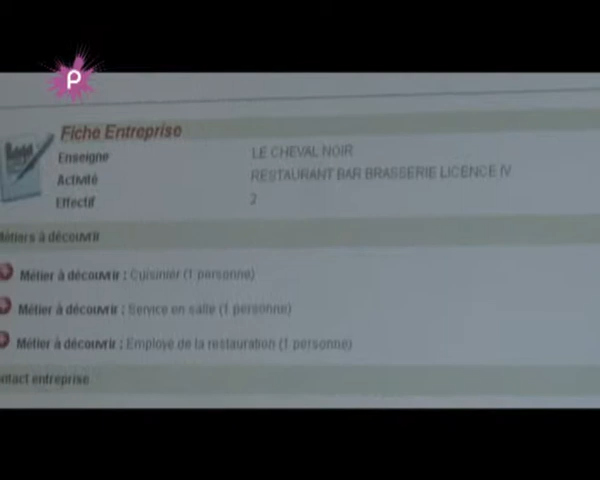 P
Fiche Entreprise
Enseigne LE CHEVAL NOIR
Activité RESTAURANT BAR BRASSERIE LICENCE IV
Effectif 2
Métiers à découvrir
Métier à découvrir : Cuisinier (1 personne)
Métier à découvrir : Service en salle (1 personne)
Métier à découvrir : Employé de la restauration (1 personne)
ontact entreprise